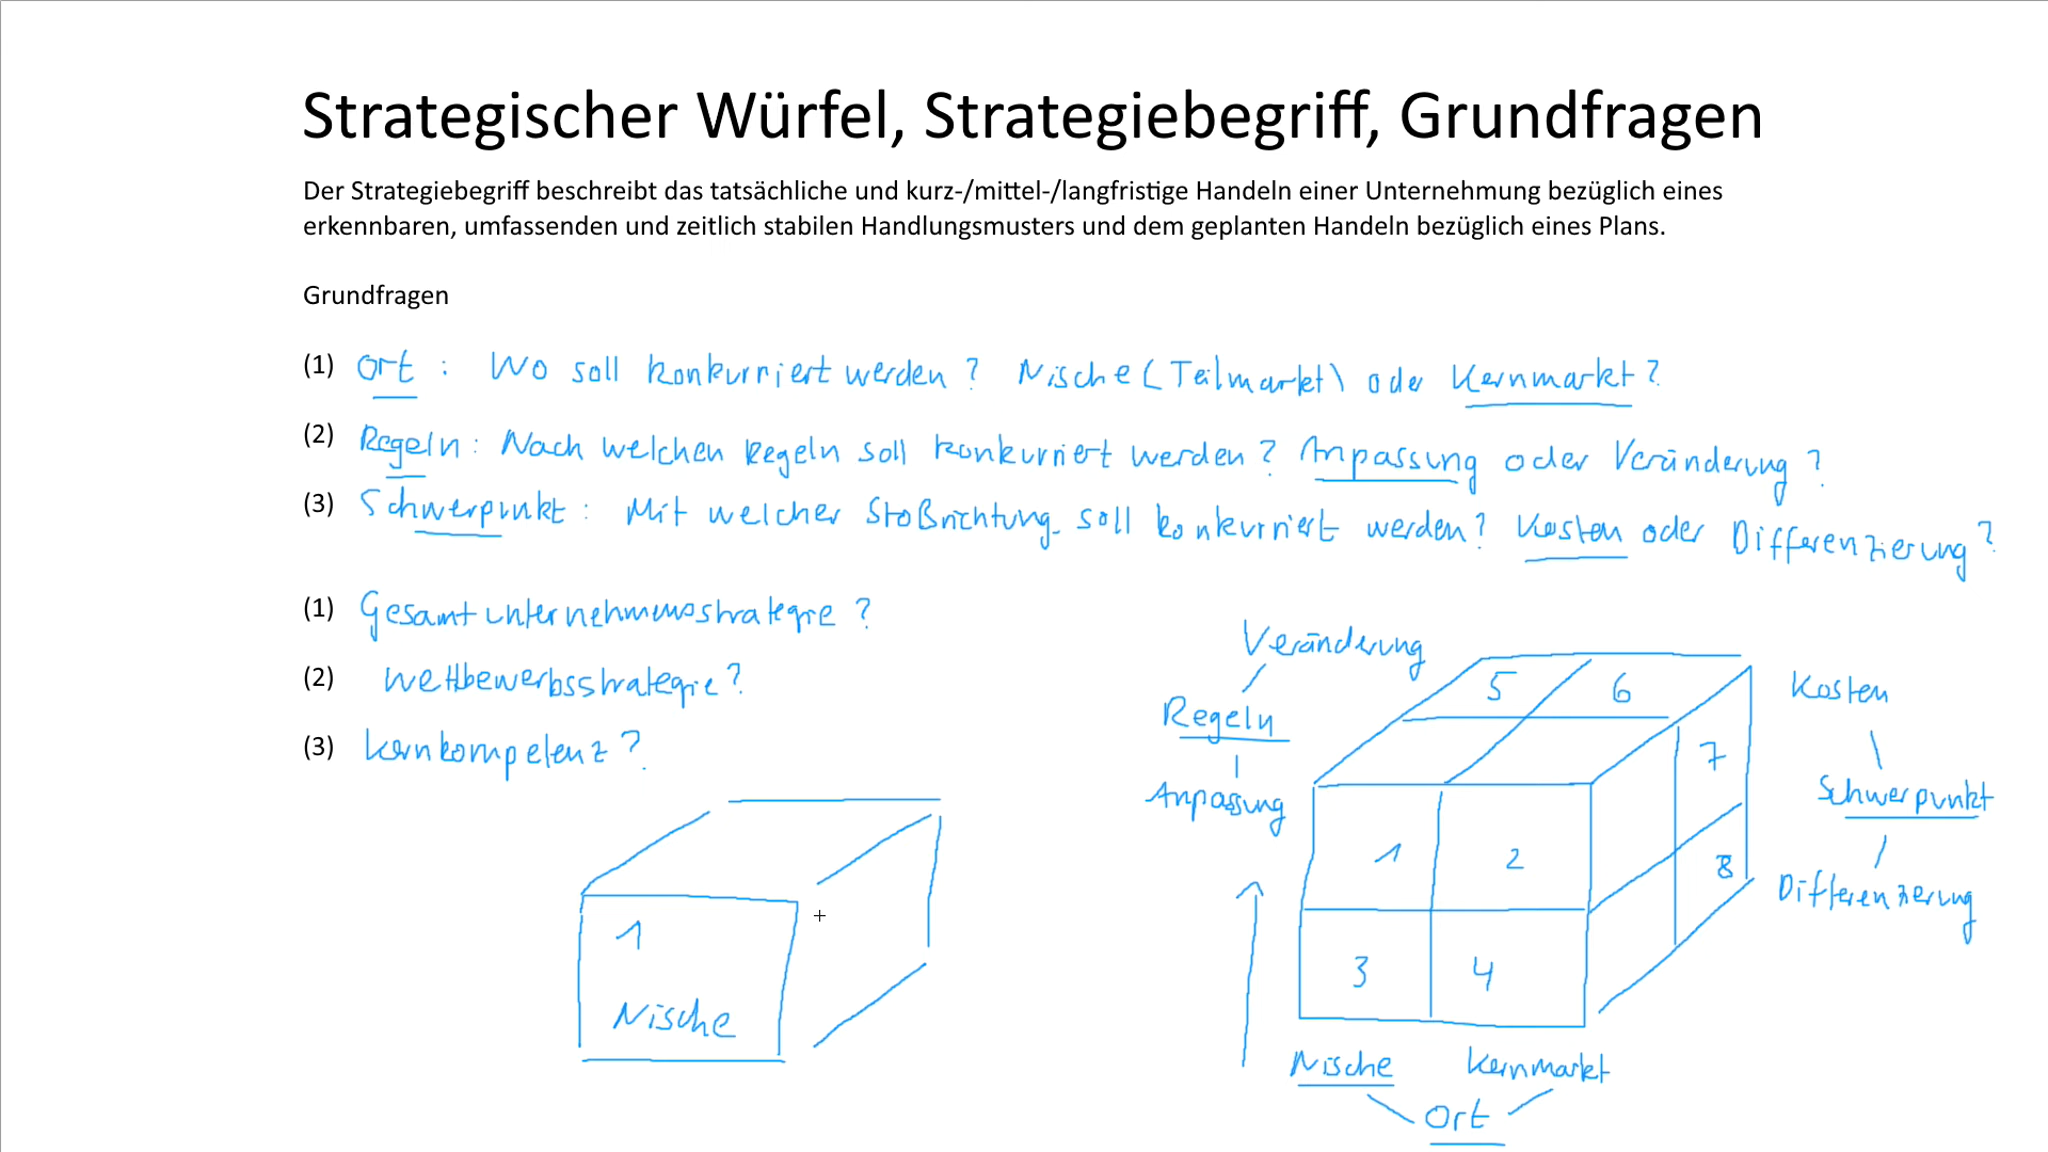 Strategischer Würfel, Strategiebegriff, Grundfragen
Der Strategiebegriff beschreibt das tatsächliche und kurz-/mittel-/langfristige Handeln einer Unternehmung bezüglich eines
erkennbaren, umfassenden und zeitlich stabilen Handlungsmusters und dem geplanten Handeln bezüglich eines Plans.
Grundfragen
(1) Ort : Wo soll konkurriert werden ? Nische (Teilmarkt) oder Kernmarkt ?
(2) Regeln : Nach welchen Regeln soll konkurriert werden ? Anpassung oder Veränderung ?
(3) Schwerpunkt : Mit welcher Stoßrichtung soll konkurriert werden ? Kosten oder Differenzierung ?
(1) Gesamtunternehmensstrategie ?
(2) Wettbewerbsstrategie ?
(3) Kernkompetenz ?
1
Nische
Veränderung
Regeln
Anpassung
5 6
7
1 2
8
3 4
Kosten
Schwerpunkt
Differenzierung
Nische Kernmarkt
Ort